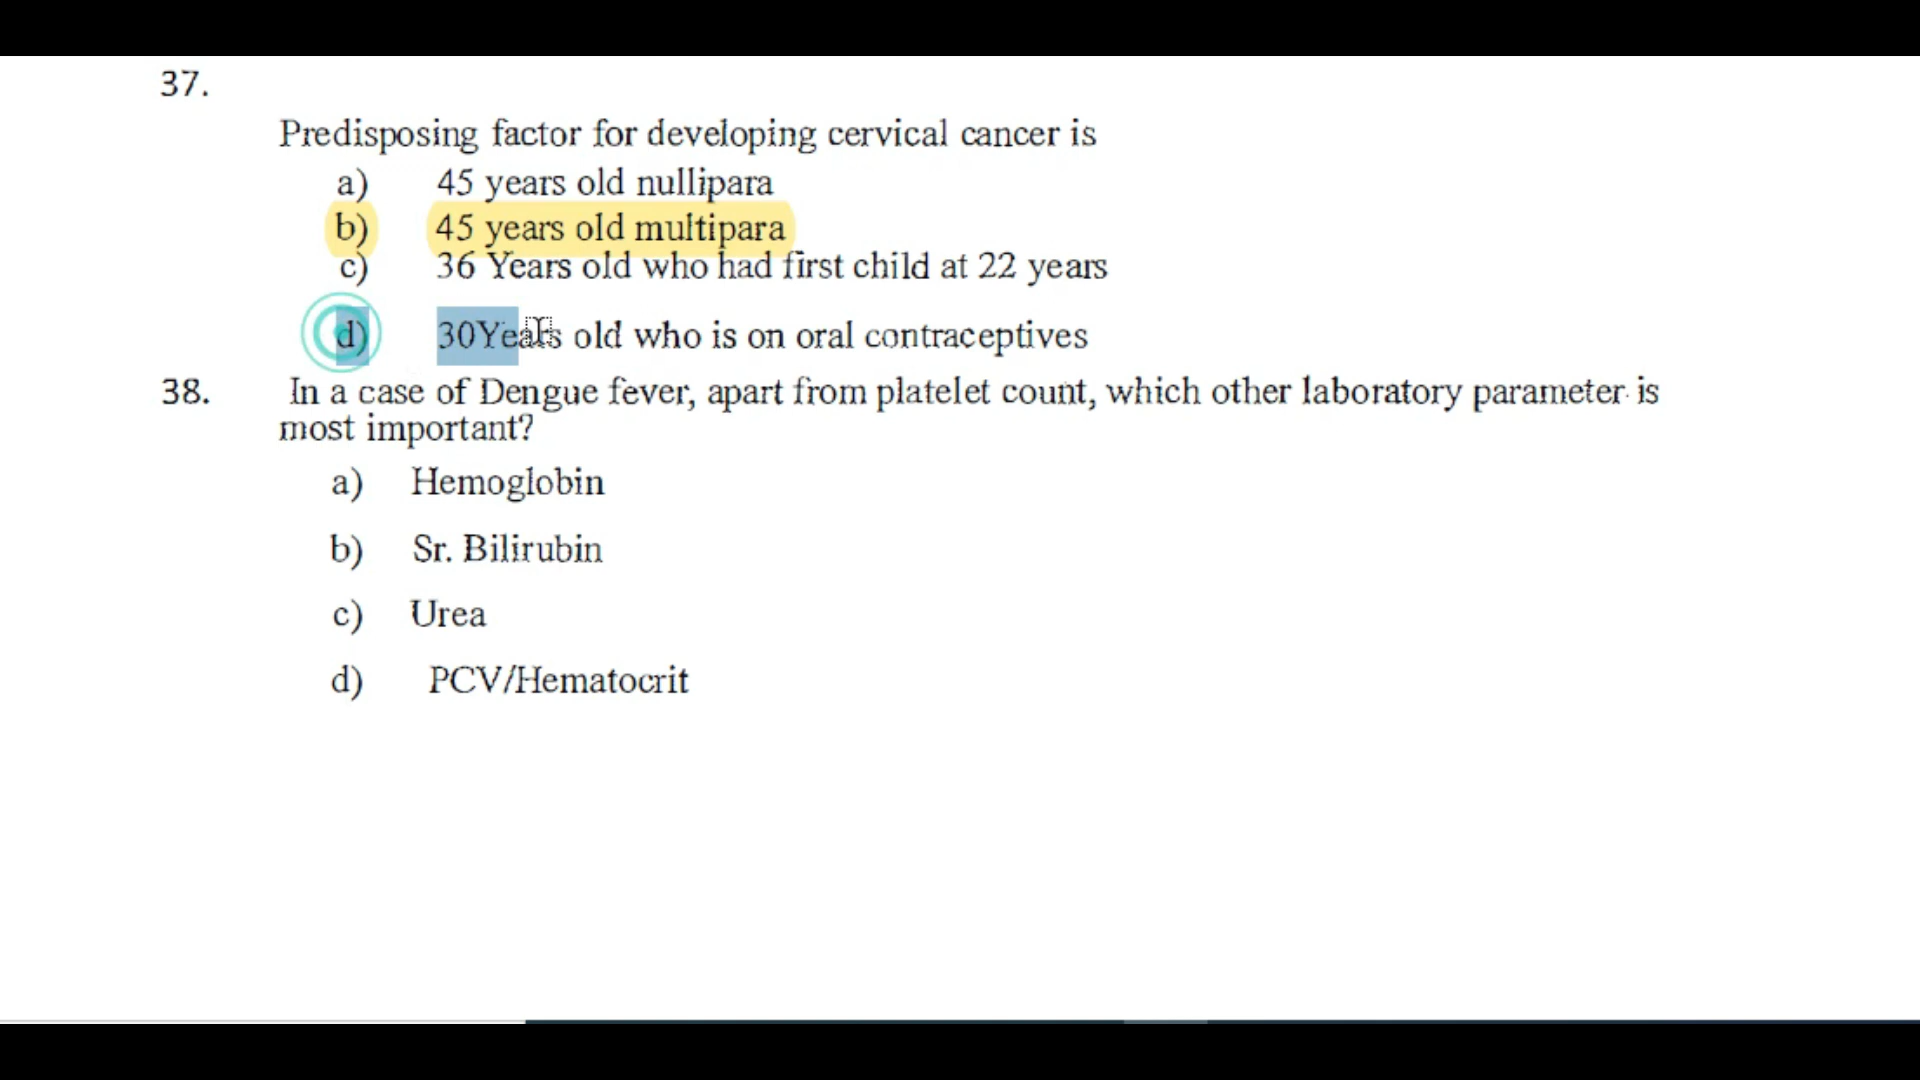 37.
Predisposing factor for developing cervical cancer is
a) 45 years old nullipara
b) 45 years old multipara
c) 36 Years old who had first child at 22 years
d) 30Years old who is on oral contraceptives
38. In a case of Dengue fever, apart from platelet count, which other laboratory parameter is
most important?
a) Hemoglobin
b) Sr. Bilirubin
c) Urea
d) PCV/Hematocrit